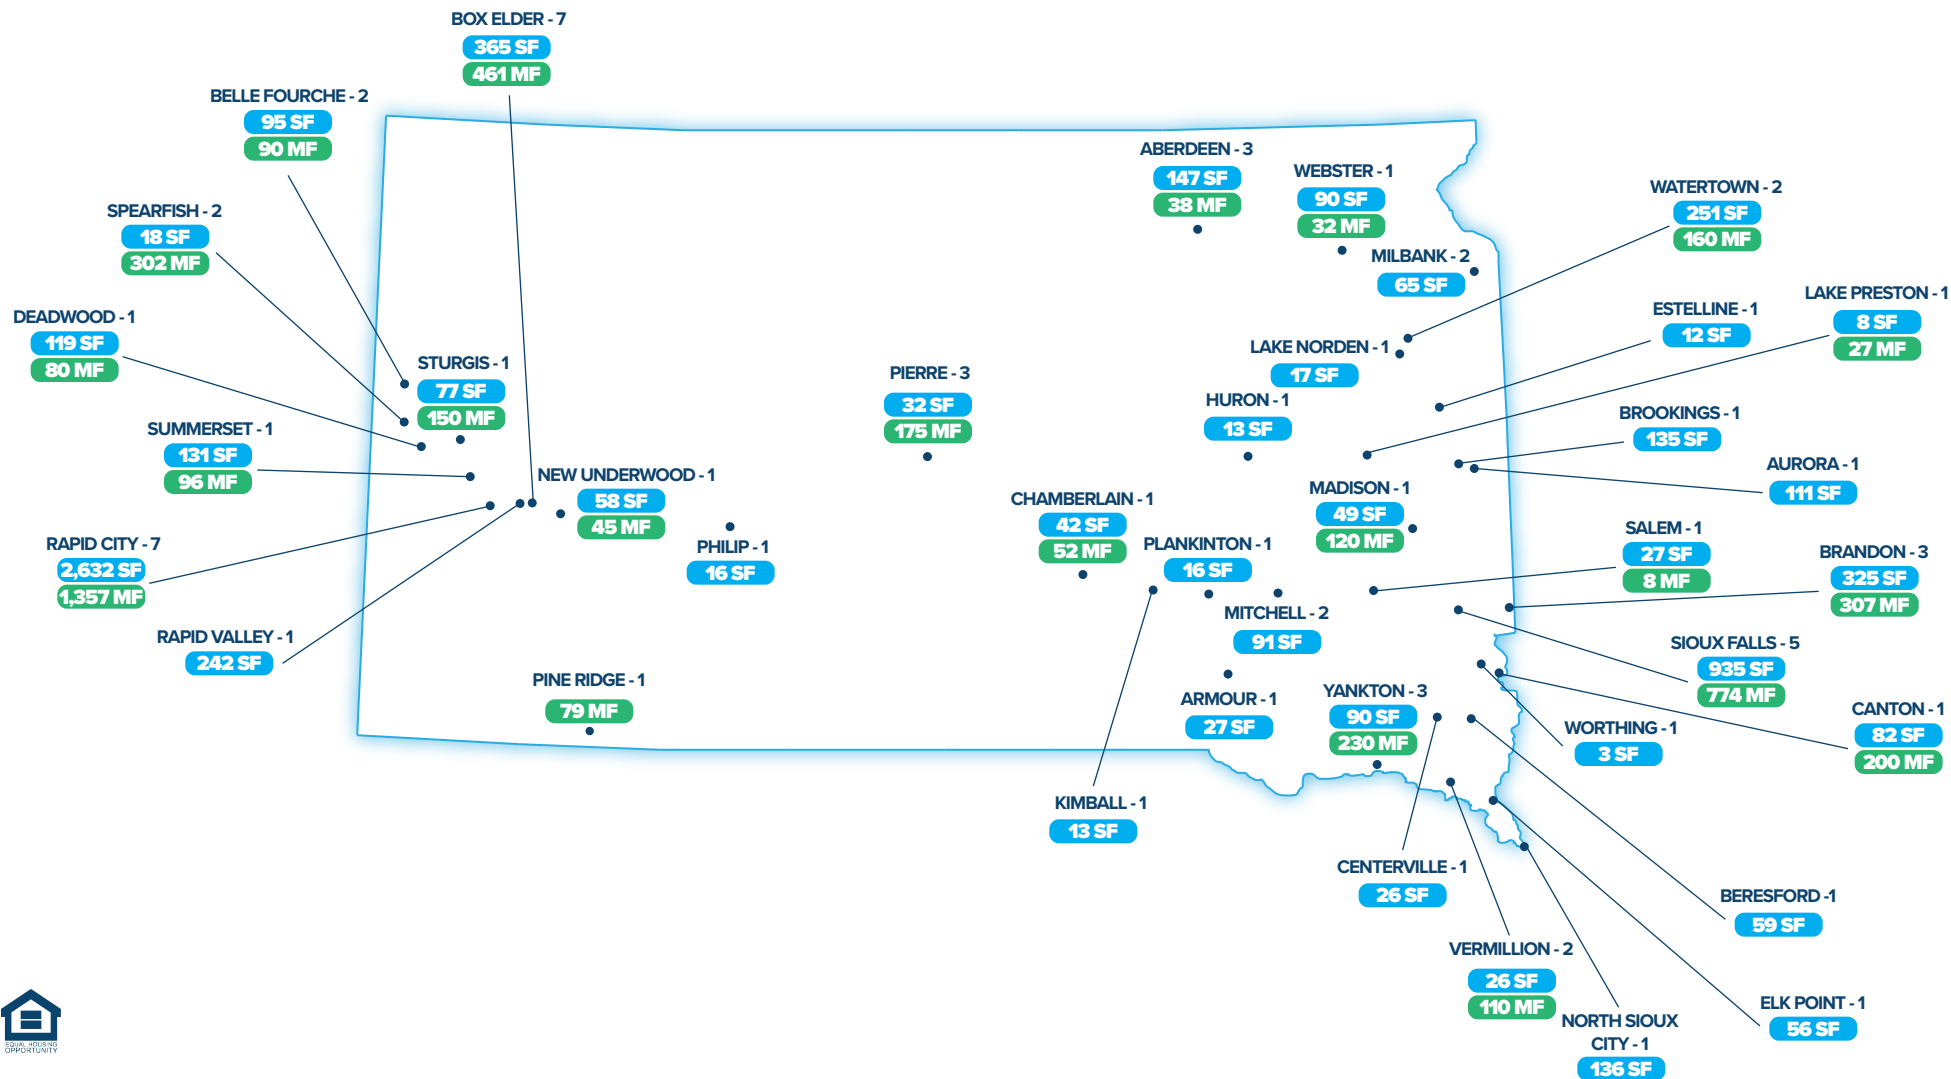 BOX ELDER - 7
365 SF
461 MF
BELLE FOURCHE - 2
95 SF
90 MF
SPEARFISH - 2
18 SF
302 MF
DEADWOOD - 1
119 SF
80 MF
STURGIS - 1
77 SF
150 MF
SUMMERSET - 1
131 SF
96 MF
NEW UNDERWOOD - 1
58 SF
45 MF
RAPID CITY - 7
2,632 SF
1,357 MF
RAPID VALLEY - 1
242 SF
PHILIP - 1
16 SF
PINE RIDGE - 1
79 MF
PIERRE - 3
32 SF
175 MF
ABERDEEN - 3
147 SF
38 MF
WEBSTER - 1
90 SF
32 MF
MILBANK - 2
65 SF
WATERTOWN - 2
251 SF
160 MF
LAKE NORDEN - 1
17 SF
ESTELLINE - 1
12 SF
LAKE PRESTON - 1
8 SF
27 MF
HURON - 1
13 SF
BROOKINGS - 1
135 SF
AURORA - 1
111 SF
CHAMBERLAIN - 1
42 SF
52 MF
PLANKINTON - 1
16 SF
MADISON - 1
49 SF
120 MF
SALEM - 1
27 SF
8 MF
BRANDON - 3
325 SF
307 MF
MITCHELL - 2
91 SF
SIOUX FALLS - 5
935 SF
774 MF
ARMOUR - 1
27 SF
YANKTON - 3
90 SF
230 MF
WORTHING - 1
3 SF
CANTON - 1
82 SF
200 MF
KIMBALL - 1
13 SF
CENTERVILLE - 1
26 SF
BERESFORD -1
59 SF
VERMILLION - 2
26 SF
110 MF
ELK POINT - 1
56 SF
NORTH SIOUX
CITY - 1
136 SF
EQUAL HOUSING
OPPORTUNITY